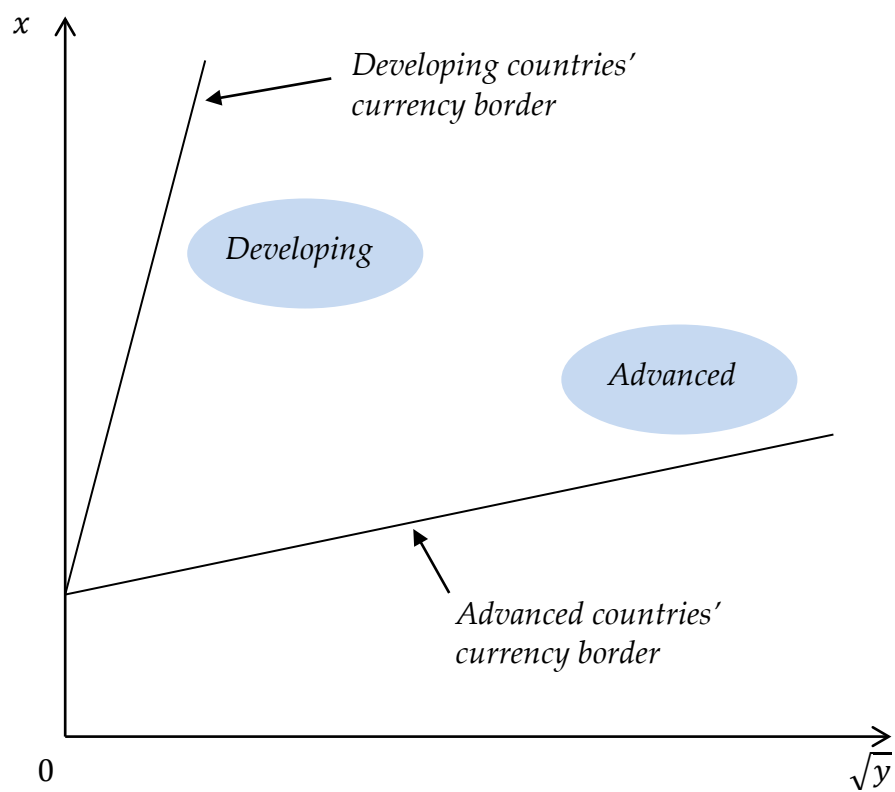 x
Developing countries’
currency border
Developing
Advanced
Advanced countries’
currency border
0
√y